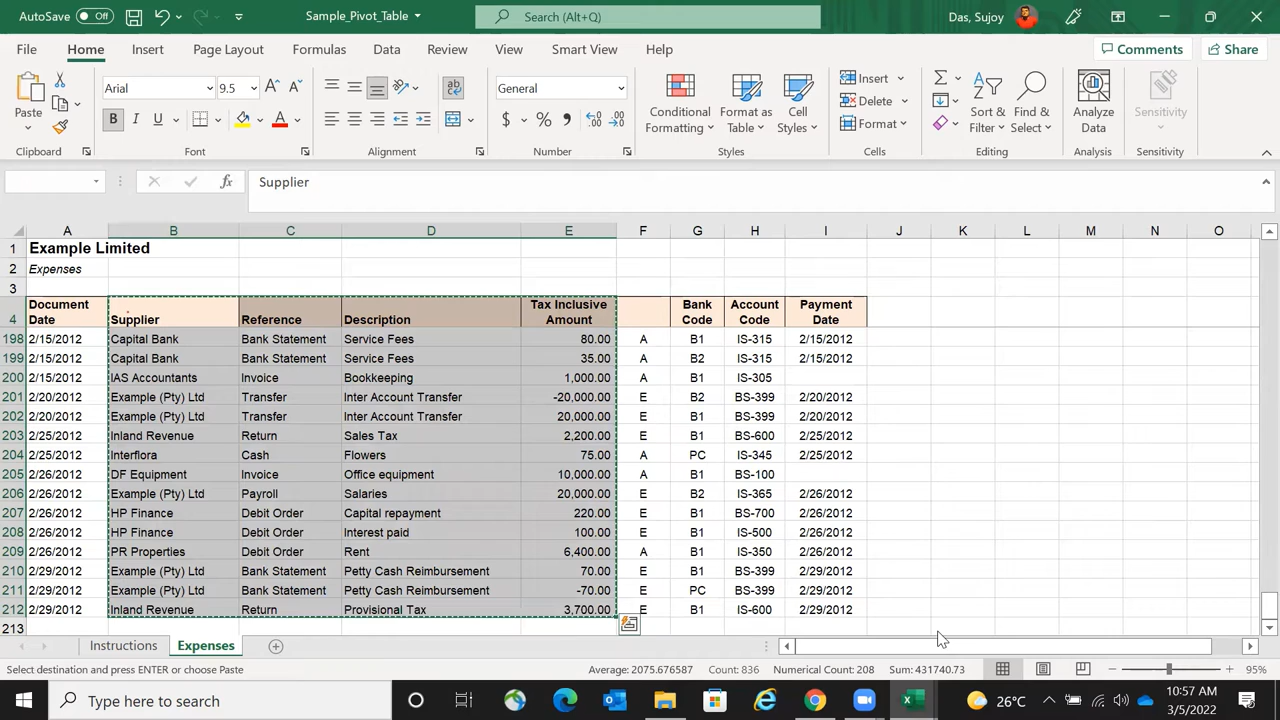 AutoSave Off Sample_Pivot_Table Search (Alt+Q) Das, Sujoy
File Home Insert Page Layout Formulas Data Review View Smart View Help Comments Share
Arial 9.5 General Insert
Paste Conditional Formatting Format as Table Cell Styles Delete Sort & Filter Find & Select Analyze Data Sensitivity
B I U A $ % Format
Clipboard Font Alignment Number Styles Cells Editing Analysis Sensitivity
fx Supplier
A B C D E F G H I J K L M N O
1 Example Limited
2 Expenses
3
4 Document Date Supplier Reference Description Tax Inclusive Amount Bank Code Account Code Payment Date
198 2/15/2012 Capital Bank Bank Statement Service Fees 80.00 A B1 IS-315 2/15/2012
199 2/15/2012 Capital Bank Bank Statement Service Fees 35.00 A B2 IS-315 2/15/2012
200 2/15/2012 IAS Accountants Invoice Bookkeeping 1,000.00 A B1 IS-305
201 2/20/2012 Example (Pty) Ltd Transfer Inter Account Transfer -20,000.00 E B2 BS-399 2/20/2012
202 2/20/2012 Example (Pty) Ltd Transfer Inter Account Transfer 20,000.00 E B1 BS-399 2/20/2012
203 2/25/2012 Inland Revenue Return Sales Tax 2,200.00 E B1 BS-600 2/25/2012
204 2/25/2012 Interflora Cash Flowers 75.00 A PC IS-345 2/25/2012
205 2/26/2012 DF Equipment Invoice Office equipment 10,000.00 A B1 BS-100
206 2/26/2012 Example (Pty) Ltd Payroll Salaries 20,000.00 E B2 IS-365 2/26/2012
207 2/26/2012 HP Finance Debit Order Capital repayment 220.00 E B1 BS-700 2/26/2012
208 2/26/2012 HP Finance Debit Order Interest paid 100.00 E B1 IS-500 2/26/2012
209 2/26/2012 PR Properties Debit Order Rent 6,400.00 A B1 IS-350 2/26/2012
210 2/29/2012 Example (Pty) Ltd Bank Statement Petty Cash Reimbursement 70.00 E B1 BS-399 2/29/2012
211 2/29/2012 Example (Pty) Ltd Bank Statement Petty Cash Reimbursement -70.00 E PC BS-399 2/29/2012
212 2/29/2012 Inland Revenue Return Provisional Tax 3,700.00 E B1 IS-600 2/29/2012
213
Instructions Expenses
Select destination and press ENTER or choose Paste Average: 2075.676587 Count: 836 Numerical Count: 208 Sum: 431740.73 95%
Type here to search 26°C 10:57 AM
3/5/2022